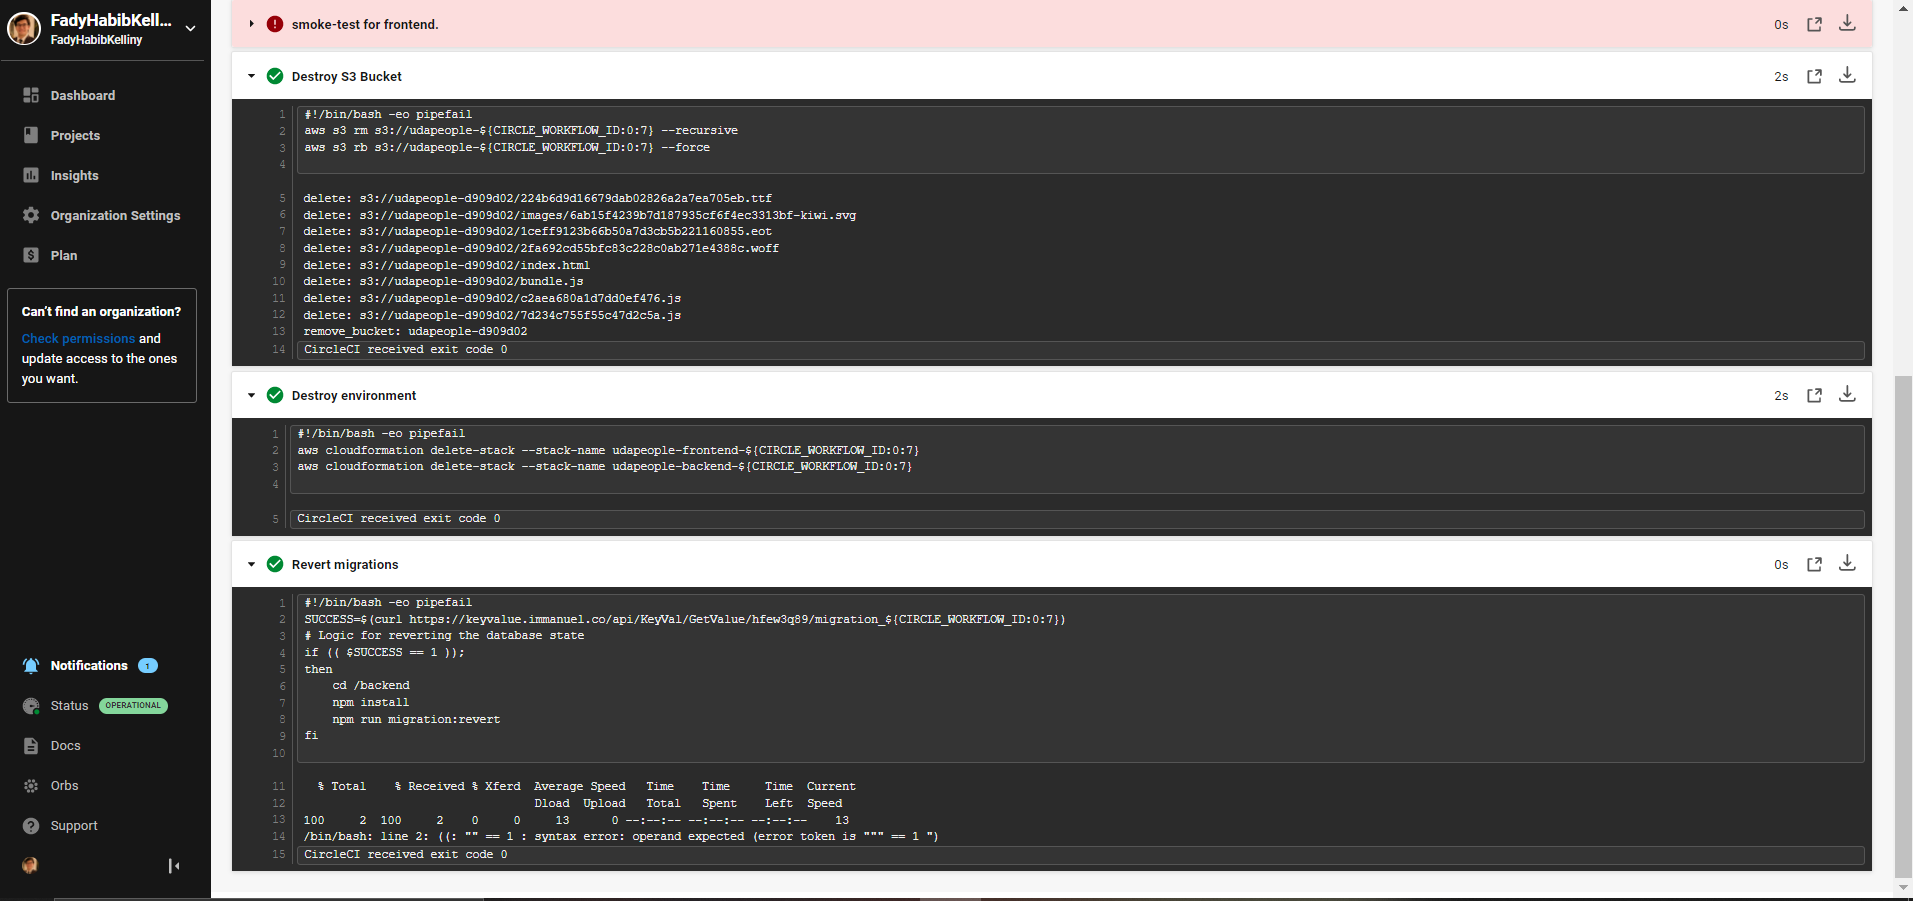 FadyHabibKell...
FadyHabibKelliny
Dashboard
Projects
Insights
Organization Settings
Plan
Can't find an organization?
Check permissions and
update access to the ones
you want.
Notifications 1
Status OPERATIONAL
Docs
Orbs
Support
smoke-test for frontend. 0s
Destroy S3 Bucket 2s
1 #!/bin/bash -eo pipefail
2 aws s3 rm s3://udapeople-${CIRCLE_WORKFLOW_ID:0:7} --recursive
3 aws s3 rb s3://udapeople-${CIRCLE_WORKFLOW_ID:0:7} --force
4
5 delete: s3://udapeople-d909d02/224b6d9d16679dab02826a2a7ea705eb.ttf
6 delete: s3://udapeople-d909d02/images/6ab15f4239b7d187935cf6f4ec3313bf-kiwi.svg
7 delete: s3://udapeople-d909d02/1ceff9123b66b50a7d3cb5b221160855.eot
8 delete: s3://udapeople-d909d02/2fa692cd55bfc83c228c0ab271e4388c.woff
9 delete: s3://udapeople-d909d02/index.html
10 delete: s3://udapeople-d909d02/bundle.js
11 delete: s3://udapeople-d909d02/c2aea680a1d7dd0ef476.js
12 delete: s3://udapeople-d909d02/7d234c755f55c47d2c5a.js
13 remove_bucket: udapeople-d909d02
14 CircleCI received exit code 0
Destroy environment 2s
1 #!/bin/bash -eo pipefail
2 aws cloudformation delete-stack --stack-name udapeople-frontend-${CIRCLE_WORKFLOW_ID:0:7}
3 aws cloudformation delete-stack --stack-name udapeople-backend-${CIRCLE_WORKFLOW_ID:0:7}
4
5 CircleCI received exit code 0
Revert migrations 0s
1 #!/bin/bash -eo pipefail
2 SUCCESS=$(curl https://keyvalue.immanuel.co/api/KeyVal/GetValue/hfew3q89/migration_${CIRCLE_WORKFLOW_ID:0:7})
3 # Logic for reverting the database state
4 if (( $SUCCESS == 1 ));
5 then
6 cd /backend
7 npm install
8 npm run migration:revert
9 fi
10
11 % Total % Received % Xferd Average Speed Time Time Time Current
12 Dload Upload Total Spent Left Speed
13 100 2 100 2 0 0 13 0 --:--:-- --:--:-- --:--:-- 13
14 /bin/bash: line 2: ((: "" == 1 : syntax error: operand expected (error token is """ == 1 ")
15 CircleCI received exit code 0